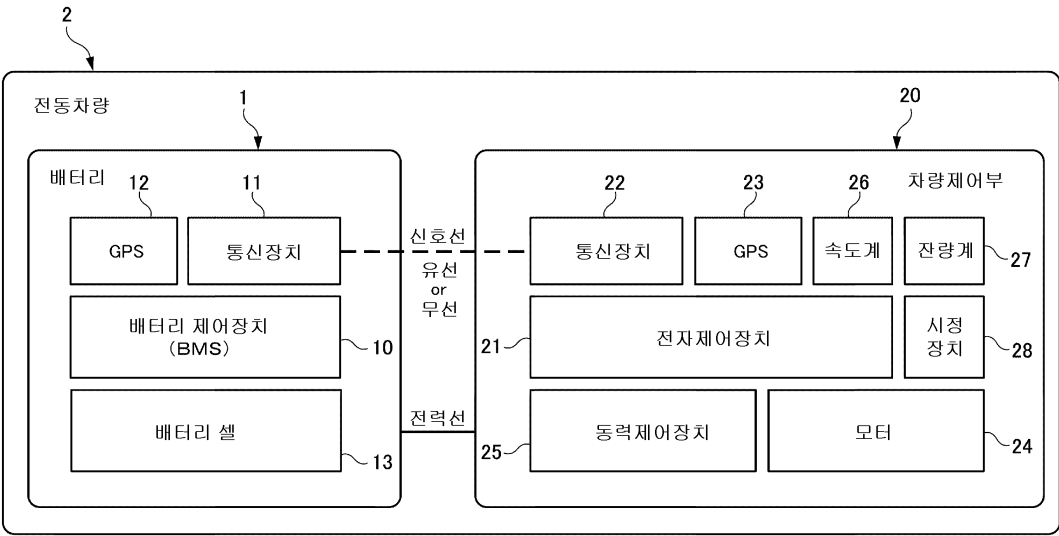 2
전동차량
1
20
배터리
차량제어부
12
11
22
23
26
GPS
통신장치
신호선
유선
or
무선
통신장치
GPS
속도계
잔량계
27
배터리 제어장치
(BMS)
10
21
전자제어장치
시정
장치
28
배터리 셀
13
전력선
25
동력제어장치
모터
24